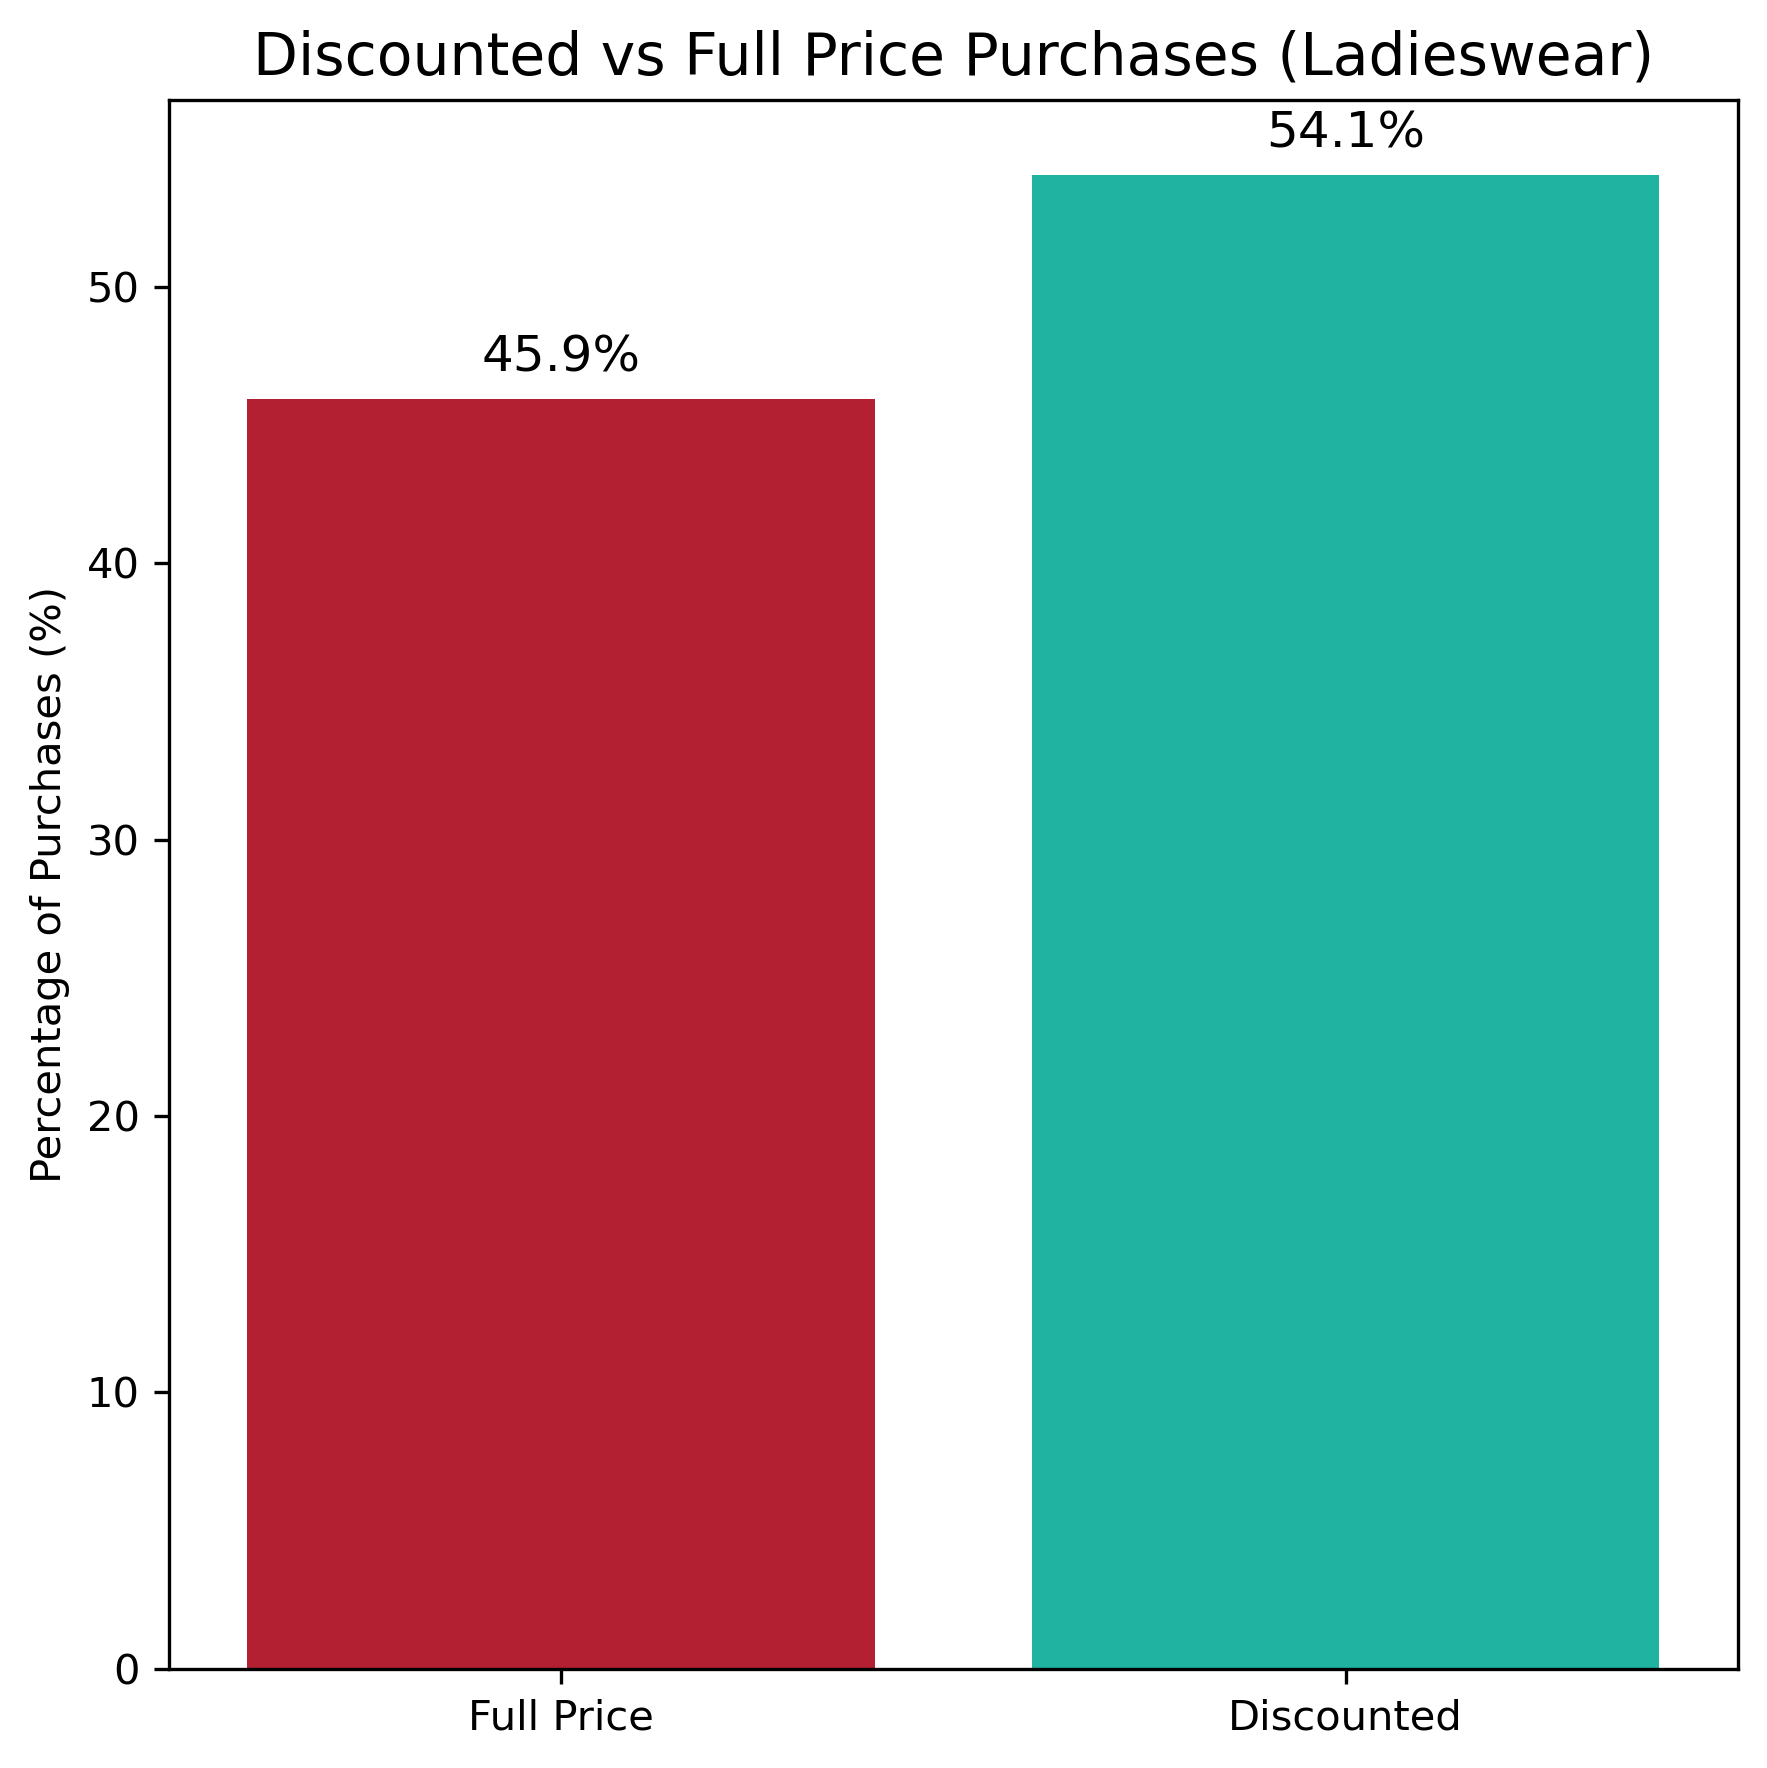 Discounted vs Full Price Purchases (Ladieswear)
54.1%
45.9%
50
40
30
20
10
0
Percentage of Purchases (%)
Full Price
Discounted